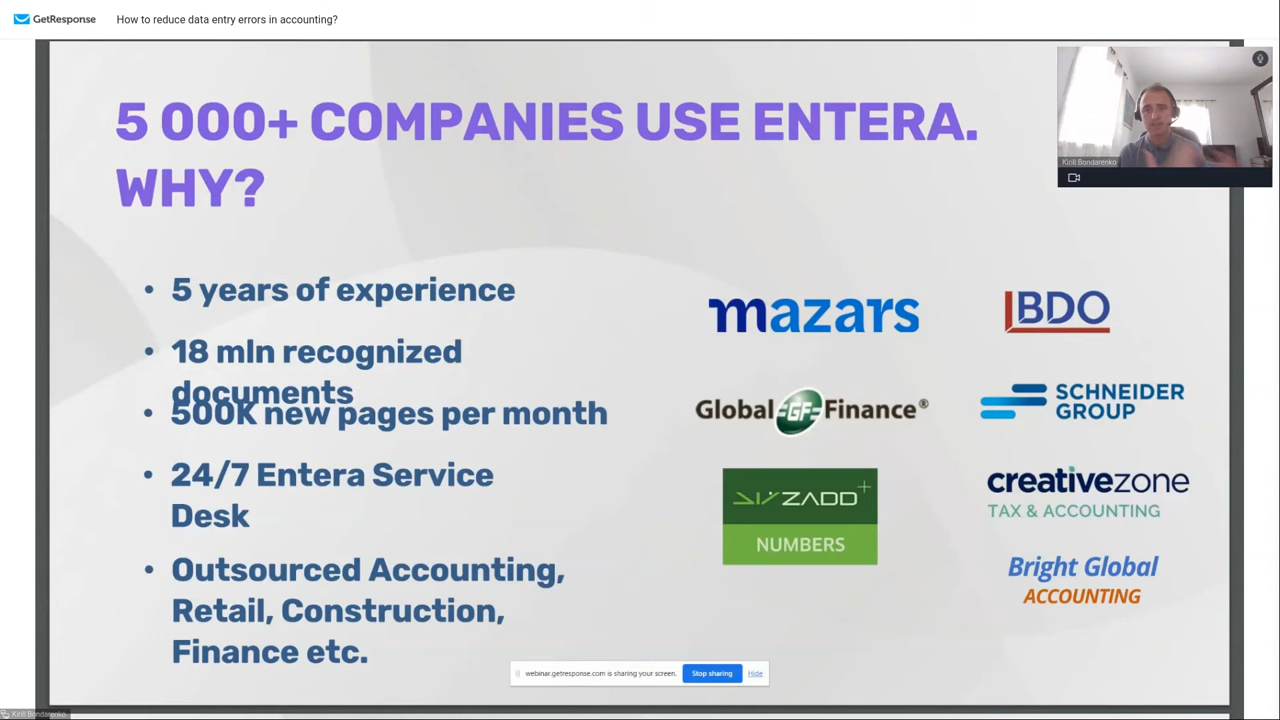 GetResponse How to reduce data entry errors in accounting?
5 000+ COMPANIES USE ENTERA.
WHY?
Kirill Bondarenko
5 years of experience
18 mln recognized
documents
500K new pages per month
24/7 Entera Service
Desk
Outsourced Accounting,
Retail, Construction,
Finance etc.
mazars
BDO
Global GF Finance®
SCHNEIDER
GROUP
ZADD+
NUMBERS
creativezone
TAX & ACCOUNTING
Bright Global
ACCOUNTING
webinar.getresponse.com is sharing your screen. Stop sharing Hide
Kirill Bondarenko